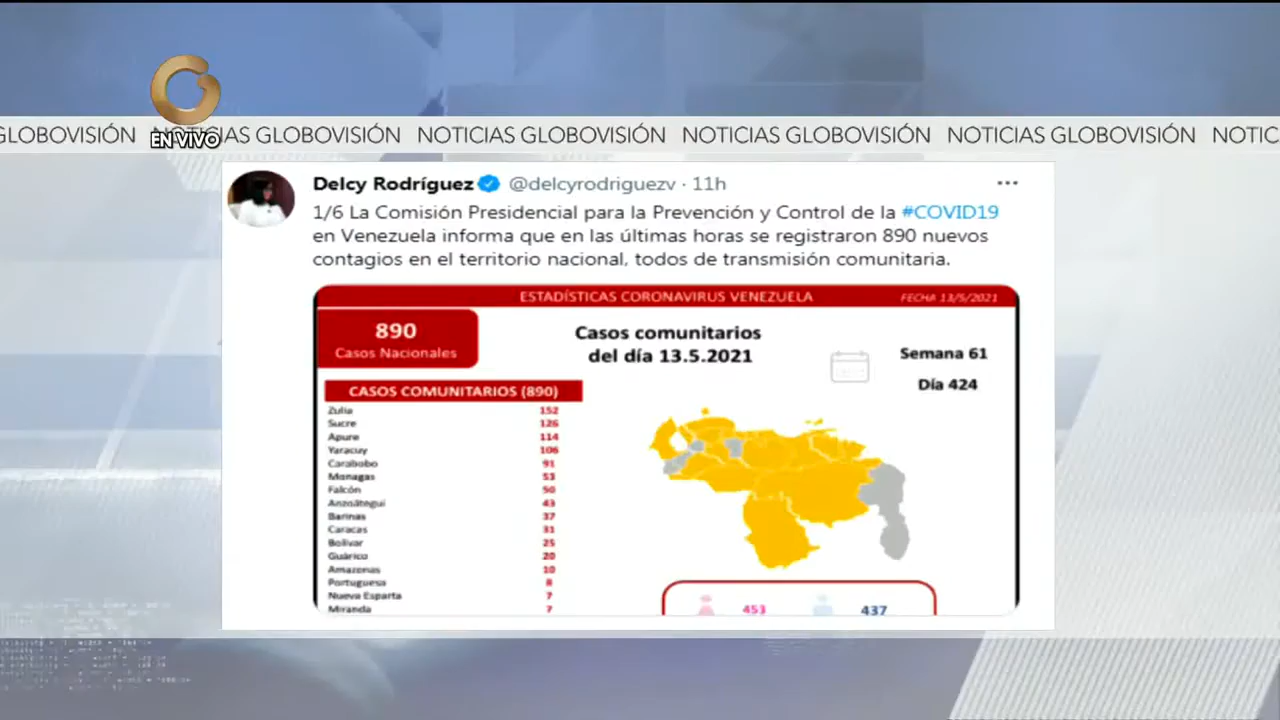 GLOBOVISIÓN NOTICIAS GLOBOVISIÓN NOTICIAS GLOBOVISIÓN NOTICIAS GLOBOVISIÓN NOTICIAS GLOBOVISIÓN NOTIC
EN VIVO
Delcy Rodríguez @delcyrodriguezv · 11h
1/6 La Comisión Presidencial para la Prevención y Control de la #COVID19
en Venezuela informa que en las últimas horas se registraron 890 nuevos
contagios en el territorio nacional, todos de transmisión comunitaria.
ESTADÍSTICAS CORONAVIRUS VENEZUELA FECHA 13/5/2021
890
Casos Nacionales
Casos comunitarios
del día 13.5.2021
Semana 61
Día 424
CASOS COMUNITARIOS (890)
Zulia 152
Sucre 126
Apure 114
Yaracuy 106
Carabobo 91
Monagas 53
Falcón 50
Anzoátegui 43
Barinas 37
Caracas 31
Bolívar 25
Guárico 20
Amazonas 10
Portuguesa 8
Nueva Esparta 7
Miranda 7
453 437